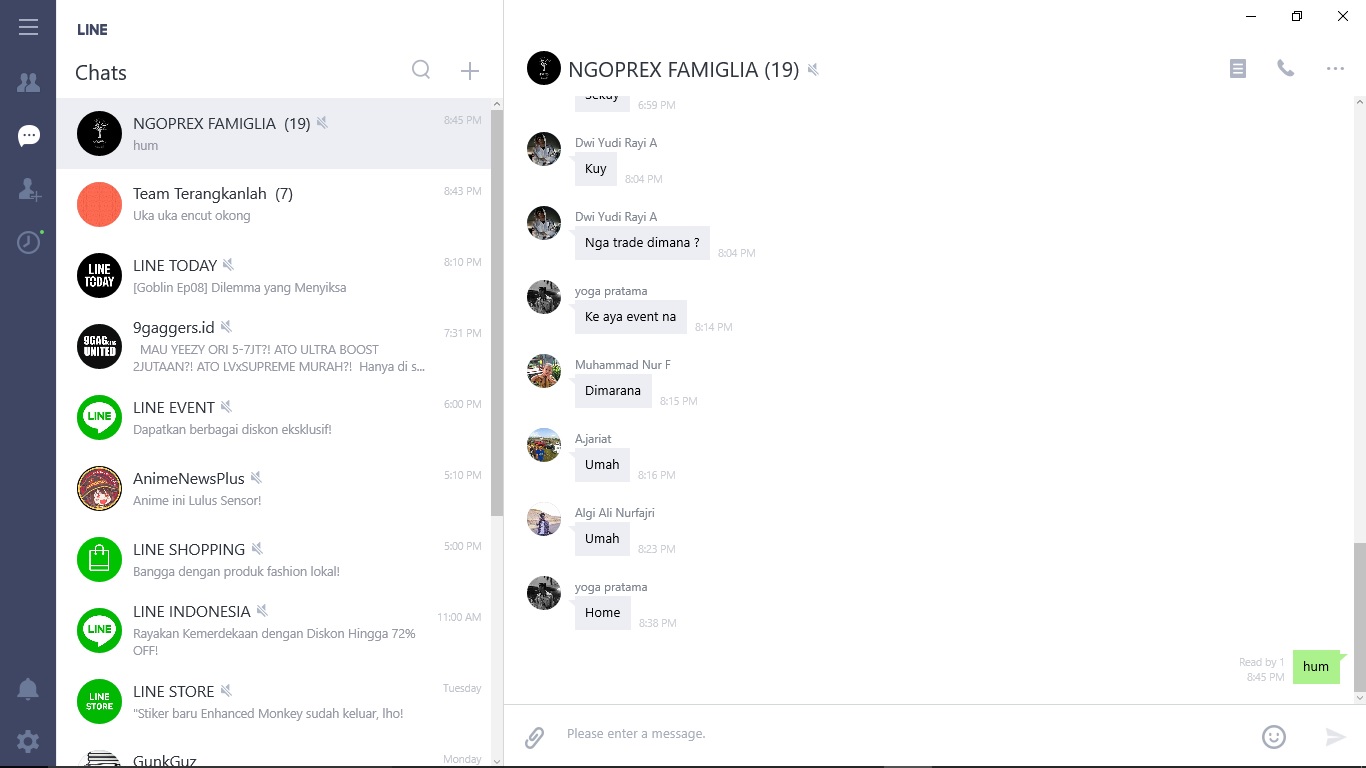 LINE
Chats
NGOPREX FAMIGLIA (19)
8:45 PM
hum
Team Terangkanlah (7)
8:43 PM
Uka uka encut okong
LINE TODAY
LINE TODAY
8:10 PM
[Goblin Ep08] Dilemma yang Menyiksa
9GAG
UNITED
9gaggers.id
7:31 PM
MAU YEEZY ORI 5-7JT?! ATO ULTRA BOOST
2JUTAAN?! ATO LVxSUPREME MURAH?! Hanya di s...
LINE
LINE EVENT
6:00 PM
Dapatkan berbagai diskon eksklusif!
AnimeNewsPlus
5:10 PM
Anime ini Lulus Sensor!
LINE SHOPPING
5:00 PM
Bangga dengan produk fashion lokal!
LINE
LINE INDONESIA
11:00 AM
Rayakan Kemerdekaan dengan Diskon Hingga 72%
OFF!
LINE STORE
LINE STORE
Tuesday
"Stiker baru Enhanced Monkey sudah keluar, lho!
GunkGuz
Monday
NGOPREX FAMIGLIA (19)
Sekuy
6:59 PM
Dwi Yudi Rayi A
Kuy
8:04 PM
Dwi Yudi Rayi A
Nga trade dimana ?
8:04 PM
yoga pratama
Ke aya event na
8:14 PM
Muhammad Nur F
Dimarana
8:15 PM
A.jariat
Umah
8:16 PM
Algi Ali Nurfajri
Umah
8:23 PM
yoga pratama
Home
8:38 PM
Read by 1
8:45 PM
hum
Please enter a message.